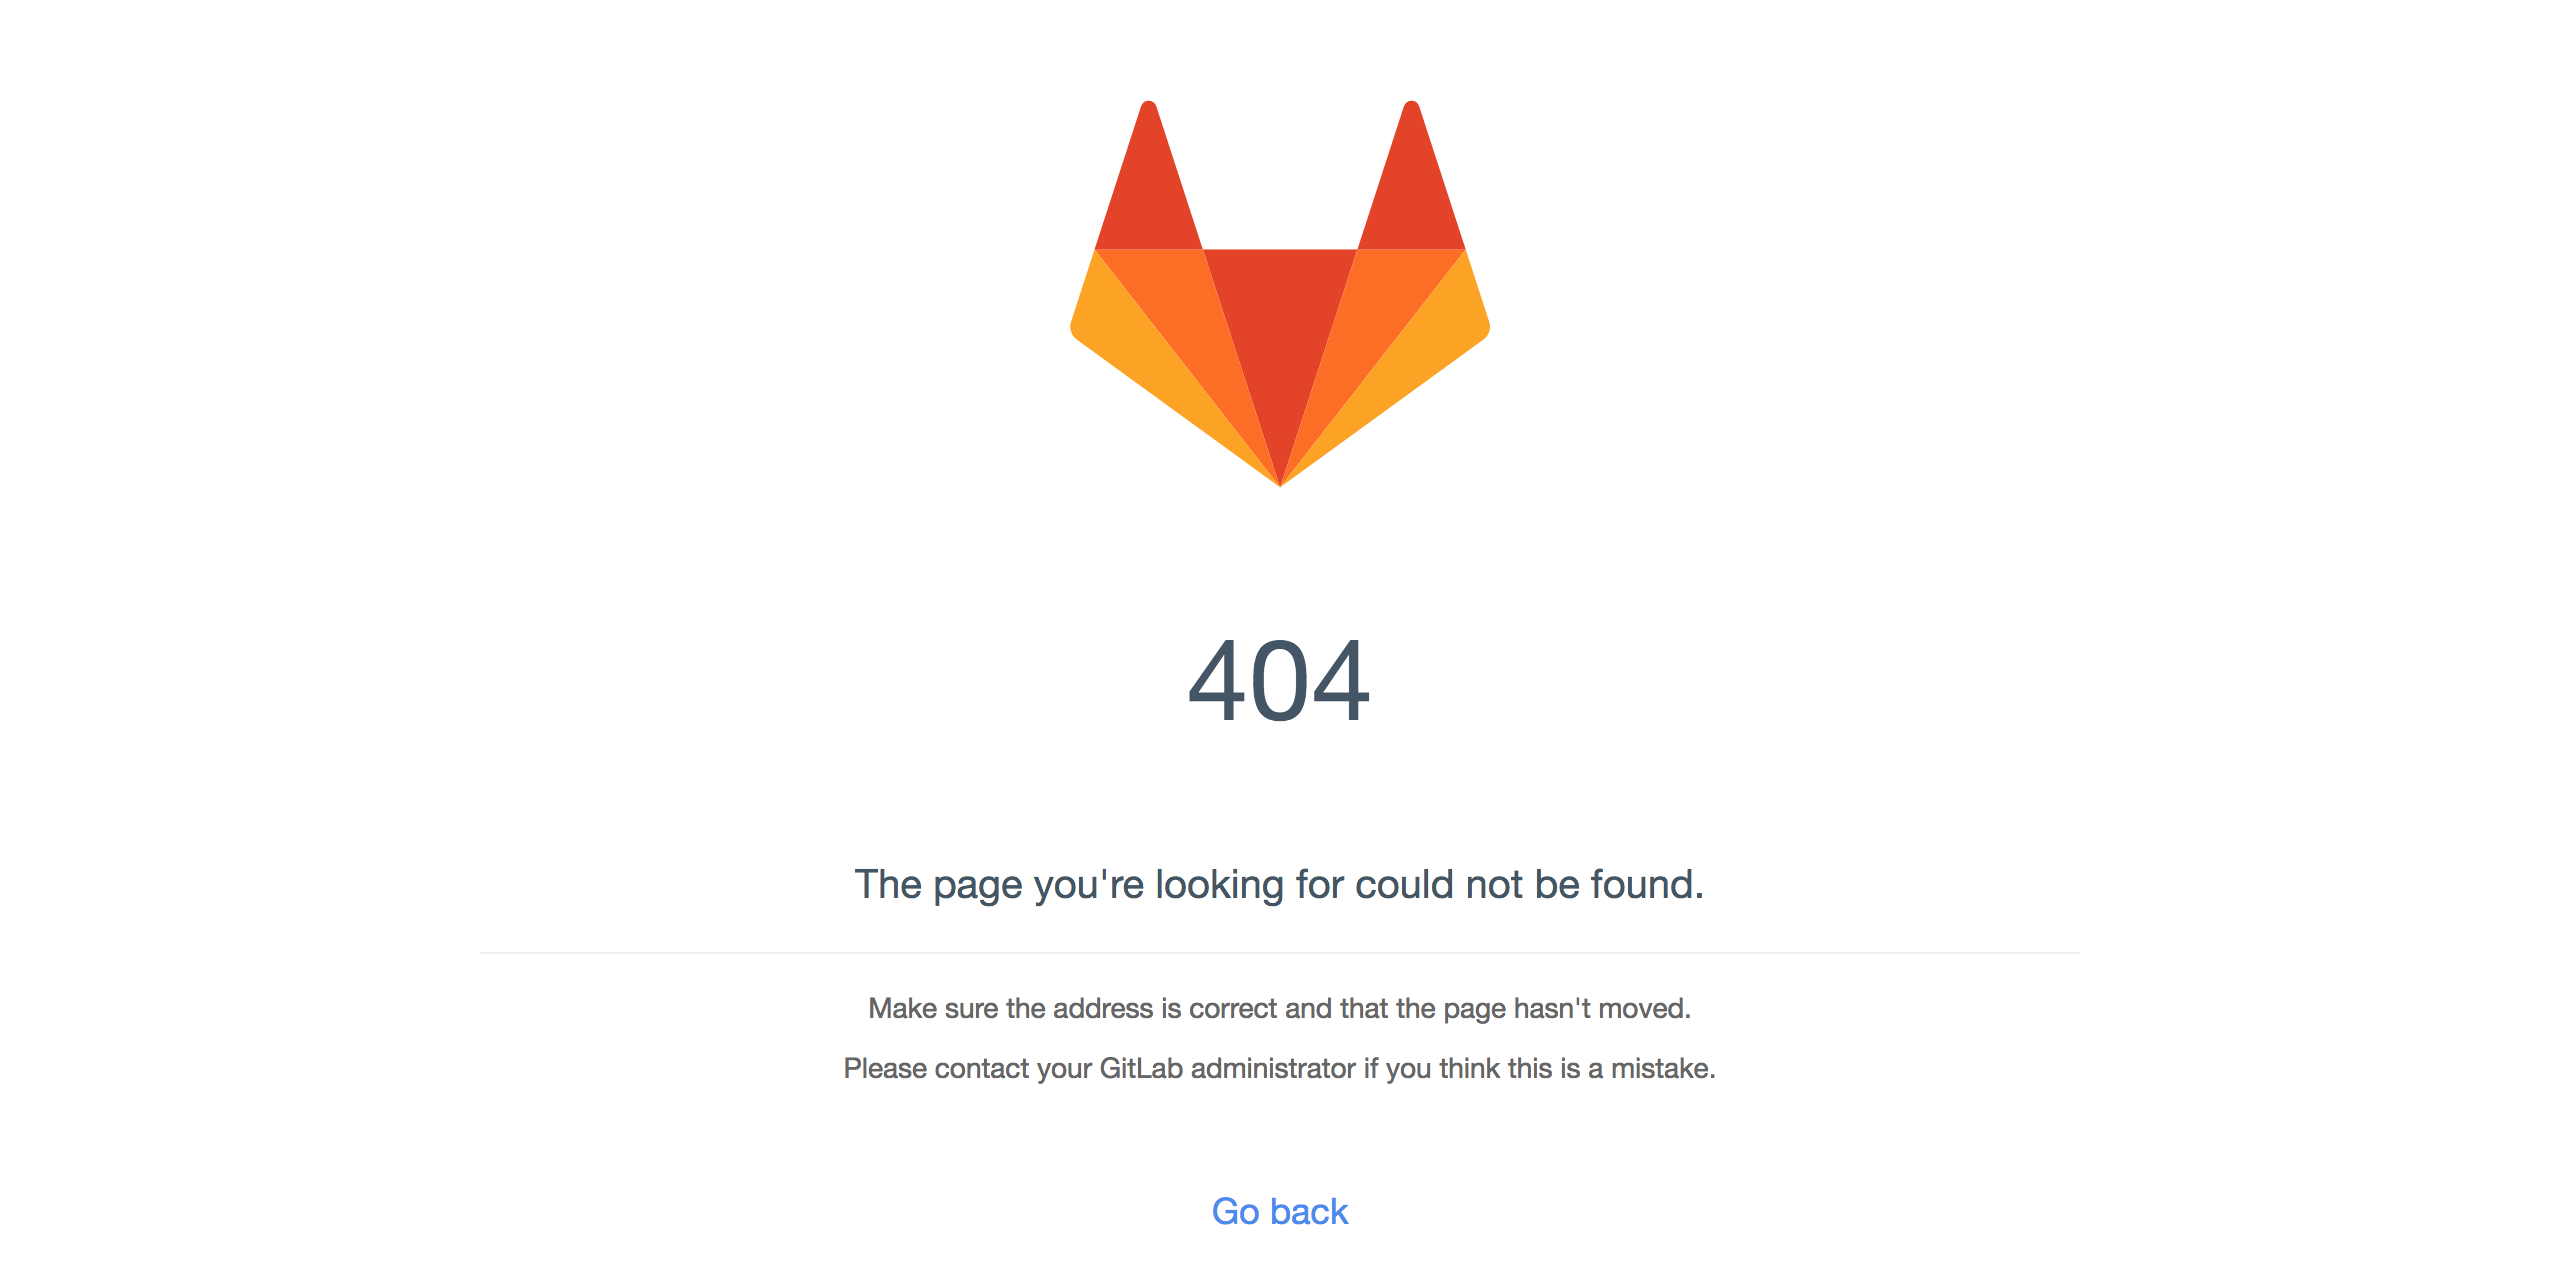 404
The page you're looking for could not be found.
Make sure the address is correct and that the page hasn't moved.
Please contact your GitLab administrator if you think this is a mistake.
Go back